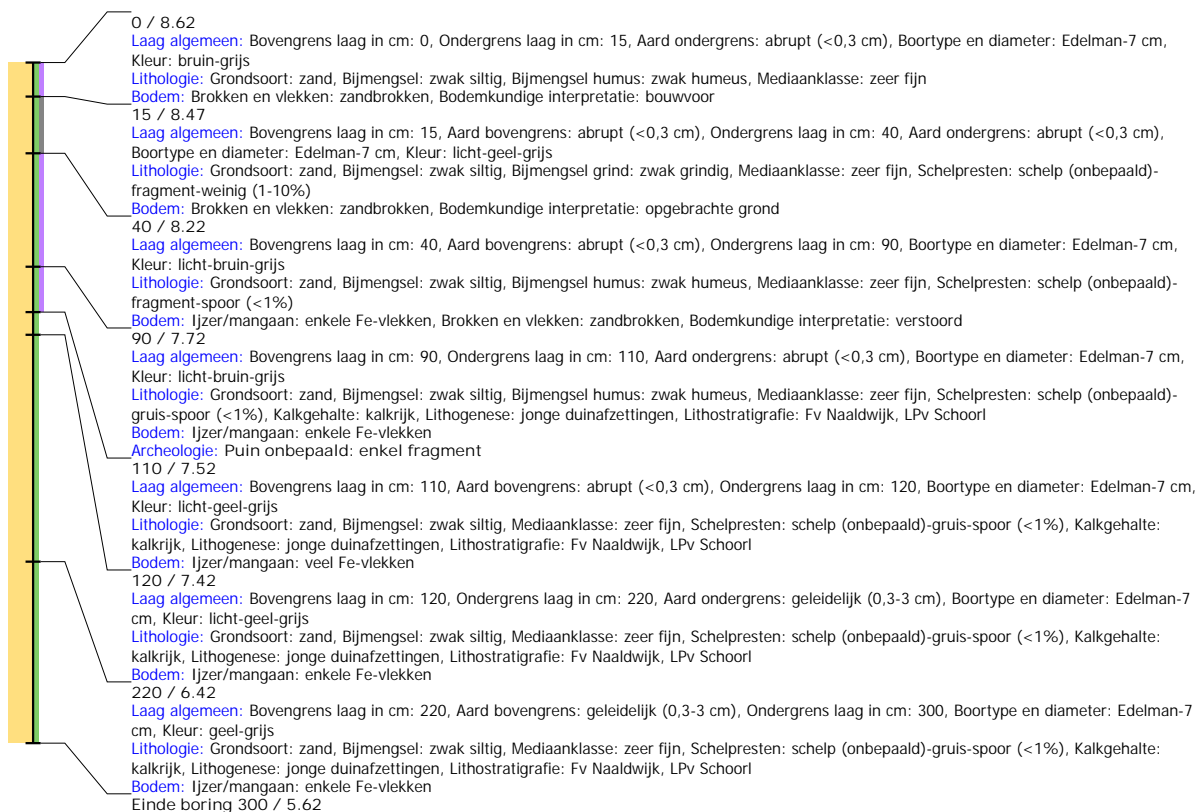 0 / 8.62
Laag algemeen: Bovengrens laag in cm: 0, Ondergrens laag in cm: 15, Aard ondergrens: abrupt (<0,3 cm), Boortype en diameter: Edelman-7 cm,
Kleur: bruin-grijs
Lithologie: Grondsoort: zand, Bijmengsel: zwak siltig, Bijmengsel humus: zwak humeus, Mediaanklasse: zeer fijn
Bodem: Brokken en vlekken: zandbrokken, Bodemkundige interpretatie: bouwvoor
15 / 8.47
Laag algemeen: Bovengrens laag in cm: 15, Aard bovengrens: abrupt (<0,3 cm), Ondergrens laag in cm: 40, Aard ondergrens: abrupt (<0,3 cm),
Boortype en diameter: Edelman-7 cm, Kleur: licht-geel-grijs
Lithologie: Grondsoort: zand, Bijmengsel: zwak siltig, Bijmengsel grind: zwak grindig, Mediaanklasse: zeer fijn, Schelpresten: schelp (onbepaald)-
fragment-weinig (1-10%)
Bodem: Brokken en vlekken: zandbrokken, Bodemkundige interpretatie: opgebrachte grond
40 / 8.22
Laag algemeen: Bovengrens laag in cm: 40, Aard bovengrens: abrupt (<0,3 cm), Ondergrens laag in cm: 90, Boortype en diameter: Edelman-7 cm,
Kleur: licht-bruin-grijs
Lithologie: Grondsoort: zand, Bijmengsel: zwak siltig, Bijmengsel humus: zwak humeus, Mediaanklasse: zeer fijn, Schelpresten: schelp (onbepaald)-
fragment-spoor (<1%)
Bodem: Ijzer/mangaan: enkele Fe-vlekken, Brokken en vlekken: zandbrokken, Bodemkundige interpretatie: verstoord
90 / 7.72
Laag algemeen: Bovengrens laag in cm: 90, Ondergrens laag in cm: 110, Aard ondergrens: abrupt (<0,3 cm), Boortype en diameter: Edelman-7 cm,
Kleur: licht-bruin-grijs
Lithologie: Grondsoort: zand, Bijmengsel: zwak siltig, Bijmengsel humus: zwak humeus, Mediaanklasse: zeer fijn, Schelpresten: schelp (onbepaald)-
gruis-spoor (<1%), Kalkgehalte: kalkrijk, Lithogenese: jonge duinafzettingen, Lithostratigrafie: Fv Naaldwijk, LPv Schoorl
Bodem: Ijzer/mangaan: enkele Fe-vlekken
Archeologie: Puin onbepaald: enkel fragment
110 / 7.52
Laag algemeen: Bovengrens laag in cm: 110, Aard bovengrens: abrupt (<0,3 cm), Ondergrens laag in cm: 120, Boortype en diameter: Edelman-7 cm,
Kleur: licht-geel-grijs
Lithologie: Grondsoort: zand, Bijmengsel: zwak siltig, Mediaanklasse: zeer fijn, Schelpresten: schelp (onbepaald)-gruis-spoor (<1%), Kalkgehalte:
kalkrijk, Lithogenese: jonge duinafzettingen, Lithostratigrafie: Fv Naaldwijk, LPv Schoorl
Bodem: Ijzer/mangaan: veel Fe-vlekken
120 / 7.42
Laag algemeen: Bovengrens laag in cm: 120, Ondergrens laag in cm: 220, Aard ondergrens: geleidelijk (0,3-3 cm), Boortype en diameter: Edelman-7
cm, Kleur: licht-geel-grijs
Lithologie: Grondsoort: zand, Bijmengsel: zwak siltig, Mediaanklasse: zeer fijn, Schelpresten: schelp (onbepaald)-gruis-spoor (<1%), Kalkgehalte:
kalkrijk, Lithogenese: jonge duinafzettingen, Lithostratigrafie: Fv Naaldwijk, LPv Schoorl
Bodem: Ijzer/mangaan: enkele Fe-vlekken
220 / 6.42
Laag algemeen: Bovengrens laag in cm: 220, Aard bovengrens: geleidelijk (0,3-3 cm), Ondergrens laag in cm: 300, Boortype en diameter: Edelman-7
cm, Kleur: geel-grijs
Lithologie: Grondsoort: zand, Bijmengsel: zwak siltig, Mediaanklasse: zeer fijn, Schelpresten: schelp (onbepaald)-gruis-spoor (<1%), Kalkgehalte:
kalkrijk, Lithogenese: jonge duinafzettingen, Lithostratigrafie: Fv Naaldwijk, LPv Schoorl
Bodem: Ijzer/mangaan: enkele Fe-vlekken
Einde boring 300 / 5.62